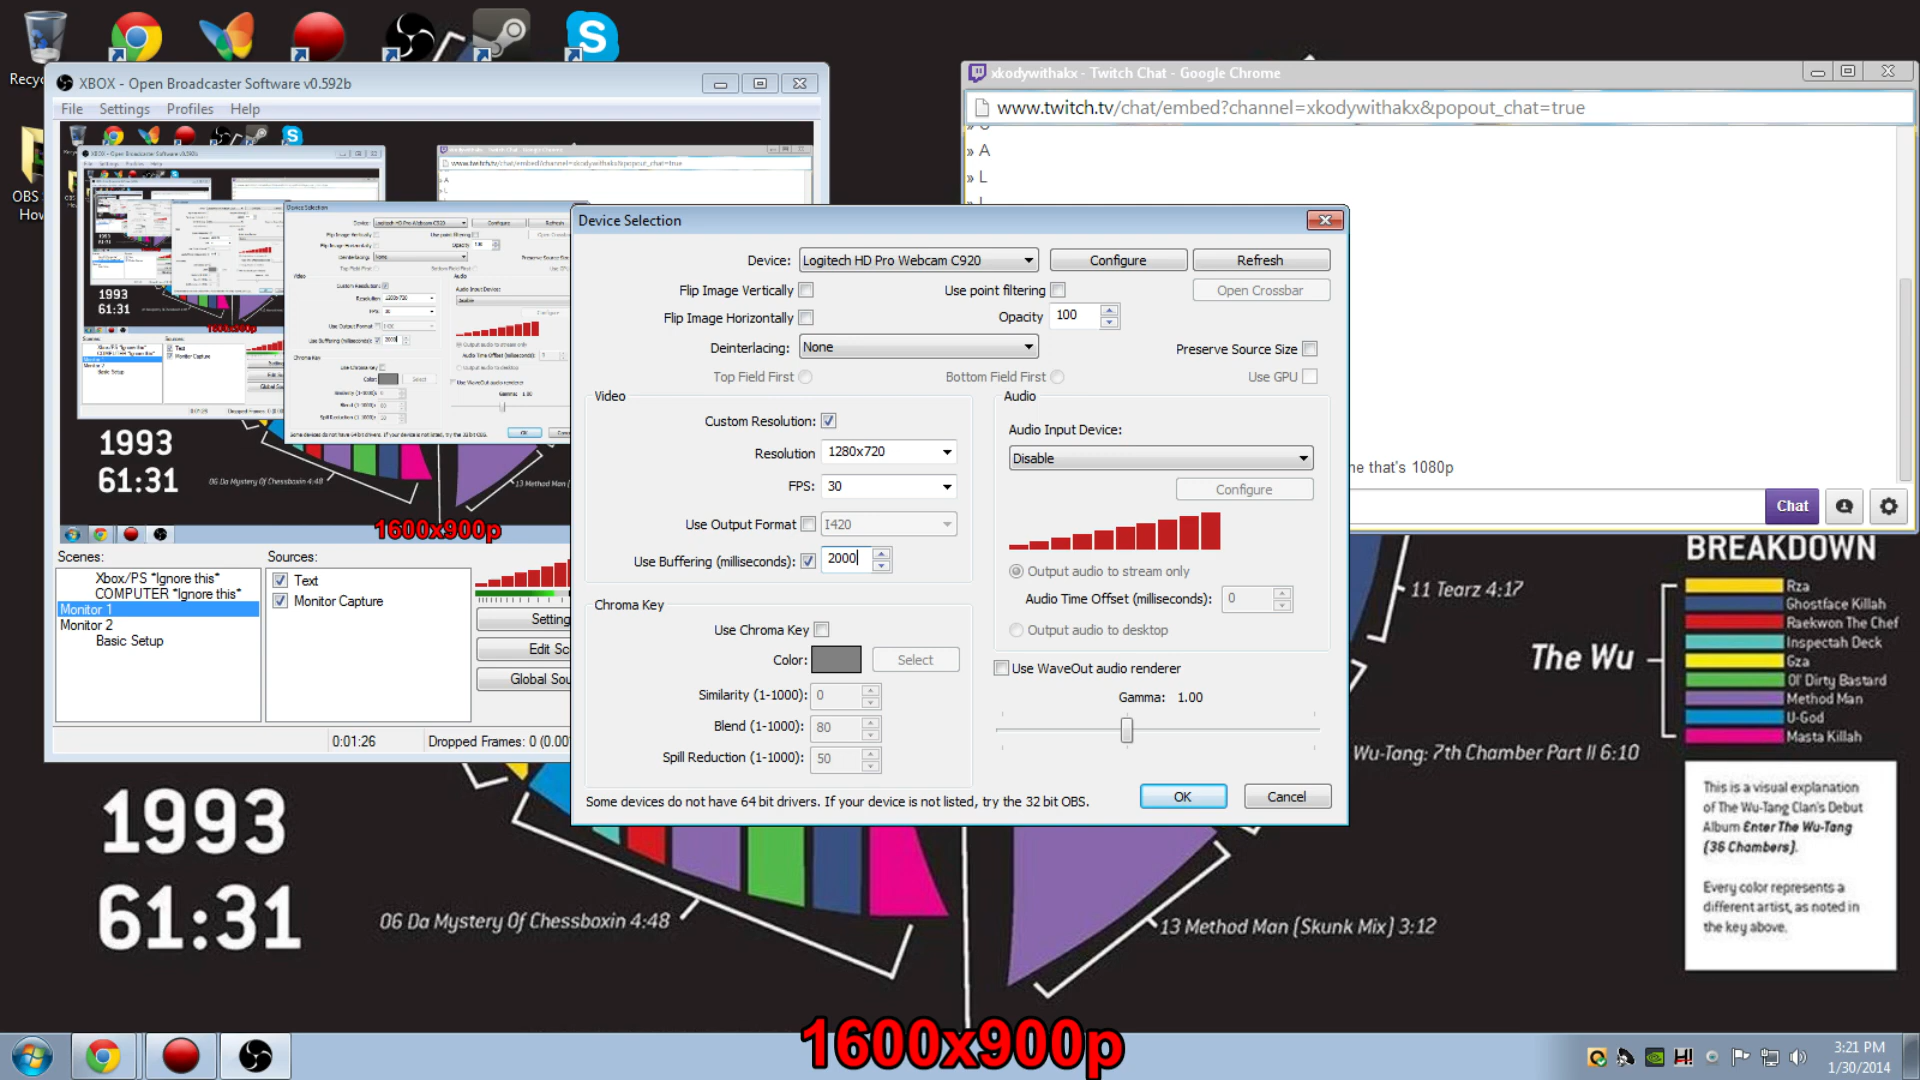 Recyc
OBS
How
XBOX - Open Broadcaster Software v0.592b
File Settings Profiles Help
1993
61:31
06 Da Mystery Of Chessboxin 4:48
13 Method Man (
1600x900p
Scenes:
Xbox/PS *Ignore this*
COMPUTER *Ignore this*
Monitor 1
Monitor 2
Basic Setup
Sources:
Text
Monitor Capture
Setting
Edit Sc
Global Sou
0:01:26
Dropped Frames: 0 (0.00
xkodywithakx - Twitch Chat - Google Chrome
www.twitch.tv/chat/embed?channel=xkodywithakx&popout_chat=true
» A
» L
ne that's 1080p
Chat
Device Selection
Device: Logitech HD Pro Webcam C920 Configure Refresh
Flip Image Vertically Use point filtering Open Crossbar
Flip Image Horizontally Opacity 100
Deinterlacing: None Preserve Source Size
Top Field First Bottom Field First Use GPU
Video
Custom Resolution:
Resolution 1280x720
FPS: 30
Use Output Format I420
Use Buffering (milliseconds): 2000
Chroma Key
Use Chroma Key
Color: Select
Similarity (1-1000): 0
Blend (1-1000): 80
Spill Reduction (1-1000): 50
Audio
Audio Input Device:
Disable
Configure
Output audio to stream only
Audio Time Offset (milliseconds): 0
Output audio to desktop
Use WaveOut audio renderer
Gamma: 1.00
Some devices do not have 64 bit drivers. If your device is not listed, try the 32 bit OBS.
OK Cancel
BREAKDOWN
11 Tearz 4:17
The Wu
Rza
Ghostface Killah
Raekwon The Chef
Inspectah Deck
Gza
Ol' Dirty Bastard
Method Man
U-God
Masta Killah
Wu-Tang: 7th Chamber Part II 6:10
This is a visual explanation
of The Wu-Tang Clan's Debut
Album Enter The Wu-Tang
(36 Chambers).
Every color represents a
different artist, as noted in
the key above.
1993
61:31
06 Da Mystery Of Chessboxin 4:48
13 Method Man (Skunk Mix) 3:12
1600x900p
3:21 PM
1/30/2014